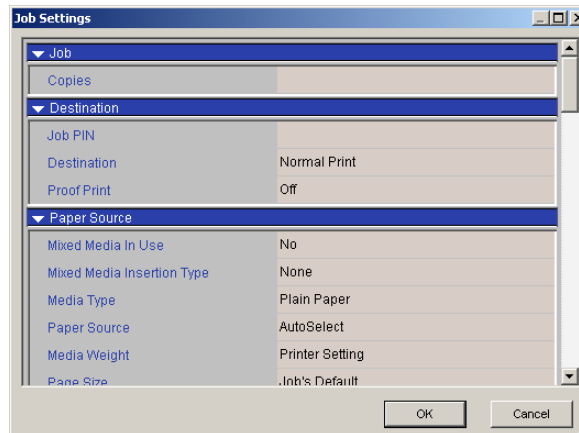 Job Settings
Job
Copies
Destination
Job PIN
Destination Normal Print
Proof Print Off
Paper Source
Mixed Media In Use No
Mixed Media Insertion Type None
Media Type Plain Paper
Paper Source AutoSelect
Media Weight Printer Setting
Page Size Job's Default
OK Cancel